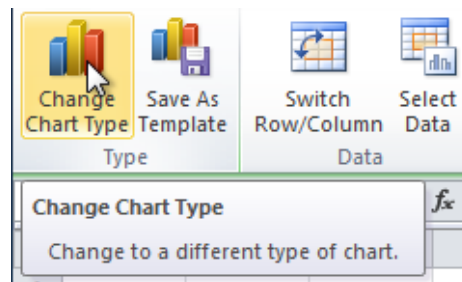 Change Chart Type
Save As Template
Switch Row/Column
Select Data
Type
Data
Change Chart Type
fx
Change to a different type of chart.